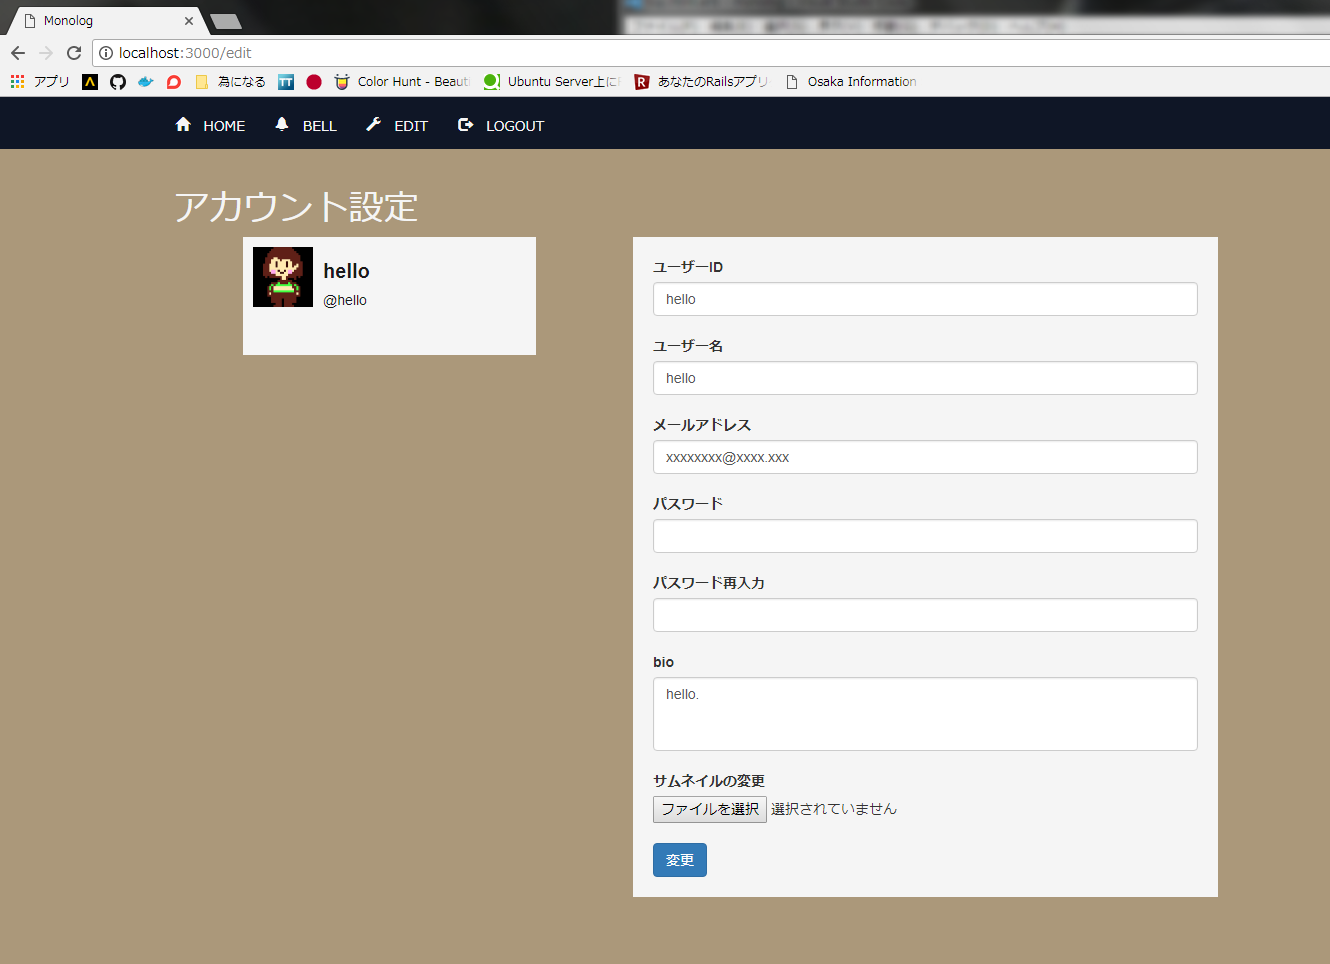 Monolog
localhost:3000/edit
アプリ 為になる TT Color Hunt - Beaut Ubuntu Server上に R あなたのRailsアプリ Osaka Information
HOME BELL EDIT LOGOUT
アカウント設定
hello
@hello
ユーザーID
hello
ユーザー名
hello
メールアドレス
xxxxxxxx@xxxx.xxx
パスワード
パスワード再入力
bio
hello.
サムネイルの変更
ファイルを選択 選択されていません
変更